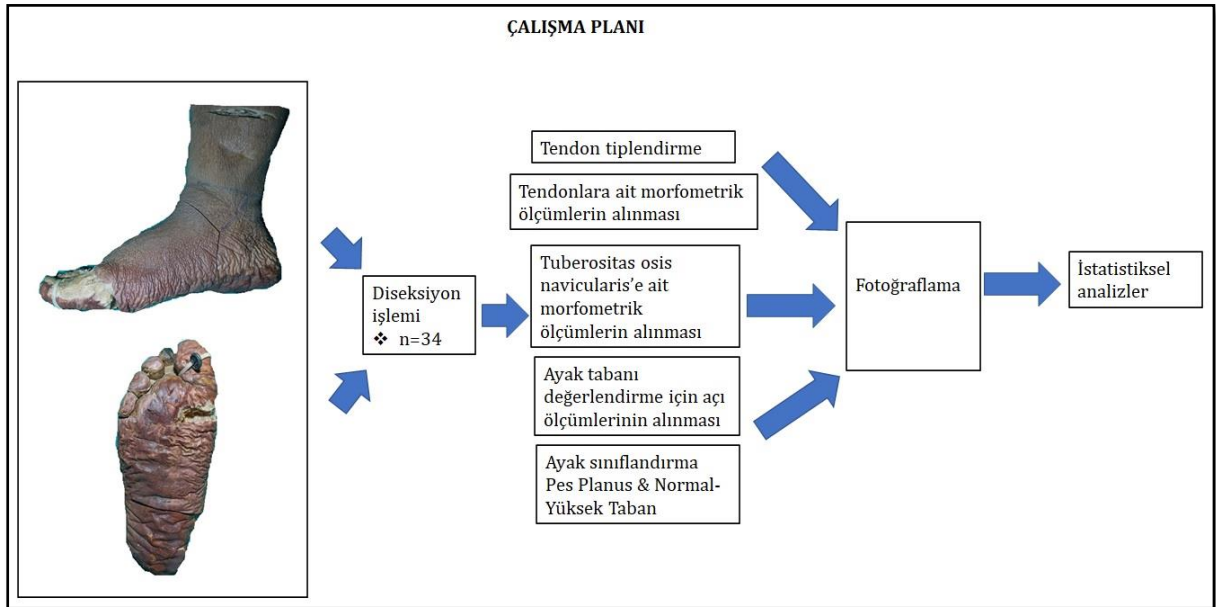 ÇALIŞMA PLANI
Diseksiyon
işlemi
❖ n=34
Tendon tiplendirme
Tendonlara ait morfometrik
ölçümlerin alınması
Tuberositas osis
navicularis’e ait
morfometrik
ölçümlerin alınması
Ayak tabanı
değerlendirme için açı
ölçümlerinin alınması
Ayak sınıflandırma
Pes Planus & Normal-
Yüksek Taban
Fotoğraflama
İstatistiksel
analizler